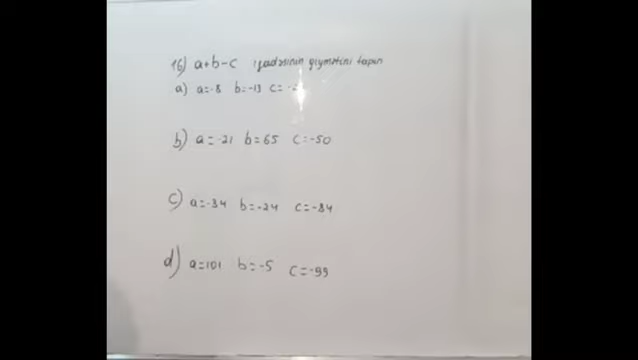 16) a+b-c ifadəsinin qiymətini tapın
a) a=-8 b=-13 c=-
b) a=-21 b=65 c=-50
c) a=-34 b=-24 c=-84
d) a=101 b=-5 c=-99